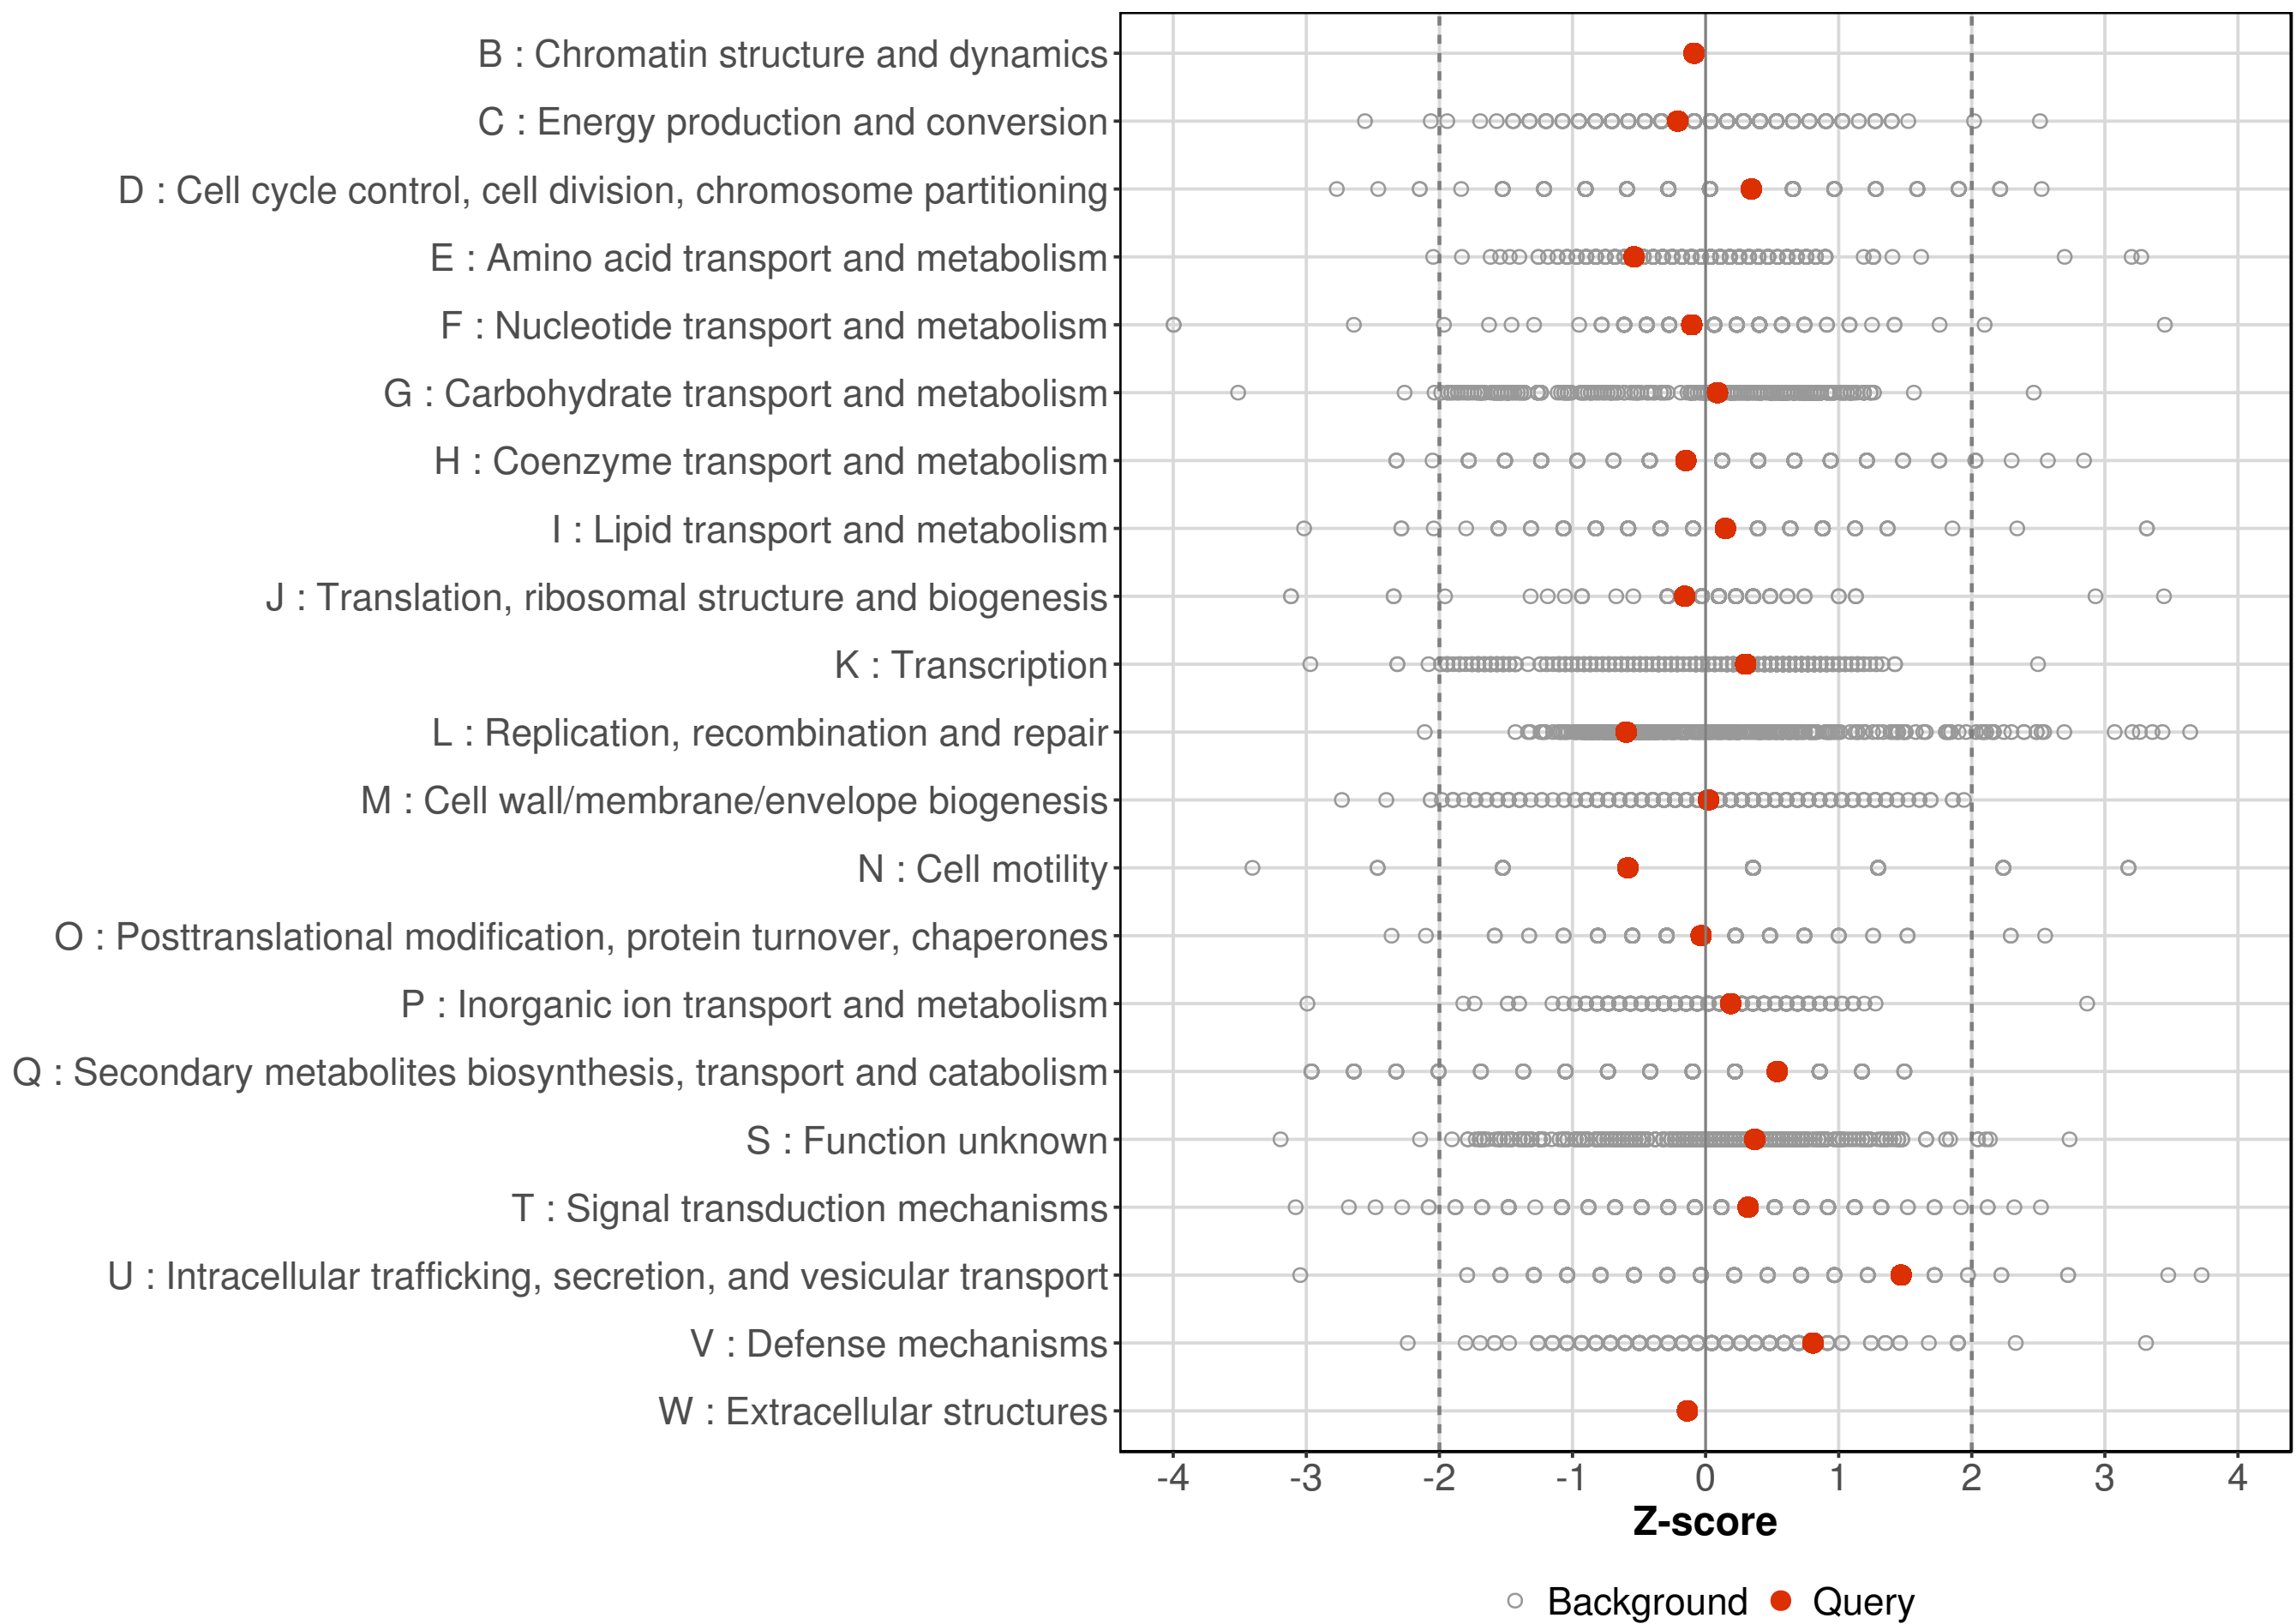 B : Chromatin structure and dynamics
C : Energy production and conversion
D : Cell cycle control, cell division, chromosome partitioning
E : Amino acid transport and metabolism
F : Nucleotide transport and metabolism
G : Carbohydrate transport and metabolism
H : Coenzyme transport and metabolism
I : Lipid transport and metabolism
J : Translation, ribosomal structure and biogenesis
K : Transcription
L : Replication, recombination and repair
M : Cell wall/membrane/envelope biogenesis
N : Cell motility
O : Posttranslational modification, protein turnover, chaperones
P : Inorganic ion transport and metabolism
Q : Secondary metabolites biosynthesis, transport and catabolism
S : Function unknown
T : Signal transduction mechanisms
U : Intracellular trafficking, secretion, and vesicular transport
V : Defense mechanisms
W : Extracellular structures
-4 -3 -2 -1 0 1 2 3 4
Z-score
Background Query